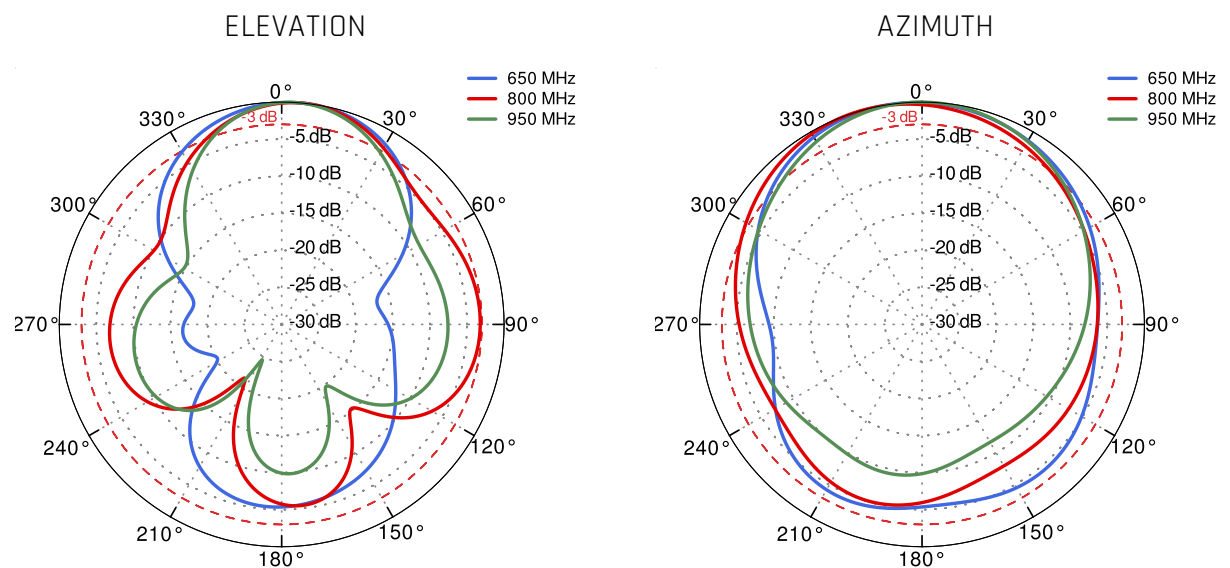 ELEVATION
650 MHz
800 MHz
950 MHz
0°
30°
60°
90°
120°
150°
180°
210°
240°
270°
300°
330°
-3 dB
-5 dB
-10 dB
-15 dB
-20 dB
-25 dB
-30 dB
AZIMUTH
650 MHz
800 MHz
950 MHz
0°
30°
60°
90°
120°
150°
180°
210°
240°
270°
300°
330°
-3 dB
-5 dB
-10 dB
-15 dB
-20 dB
-25 dB
-30 dB